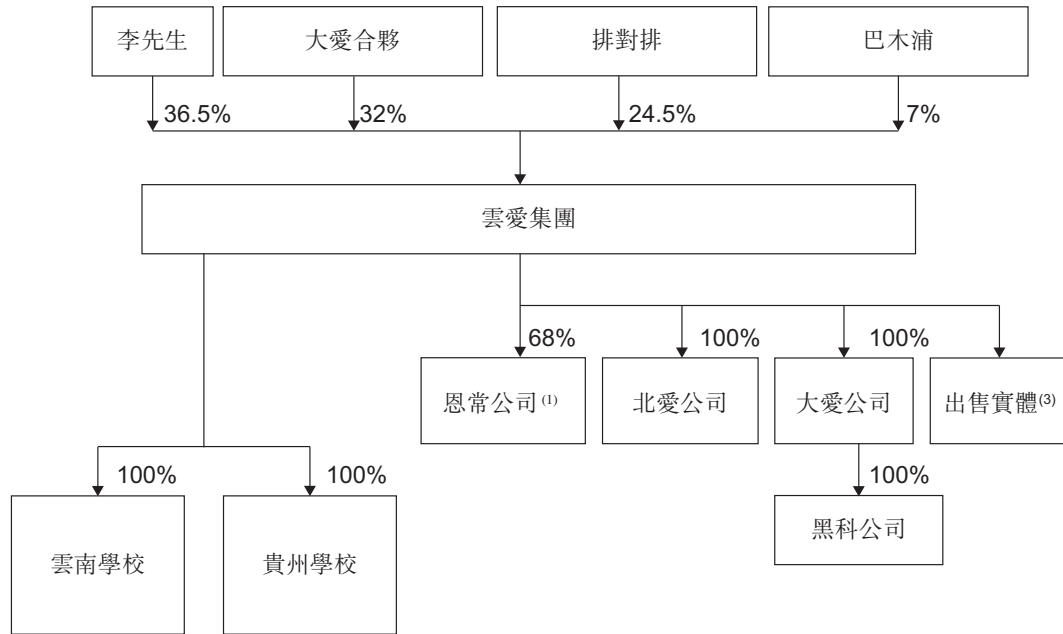 李先生
大愛合夥
排對排
巴木浦
36.5%
32%
24.5%
7%
雲愛集團
68%
100%
100%
恩常公司(1)
北愛公司
大愛公司
出售實體(3)
100%
100%
100%
雲南學校
貴州學校
黑科公司